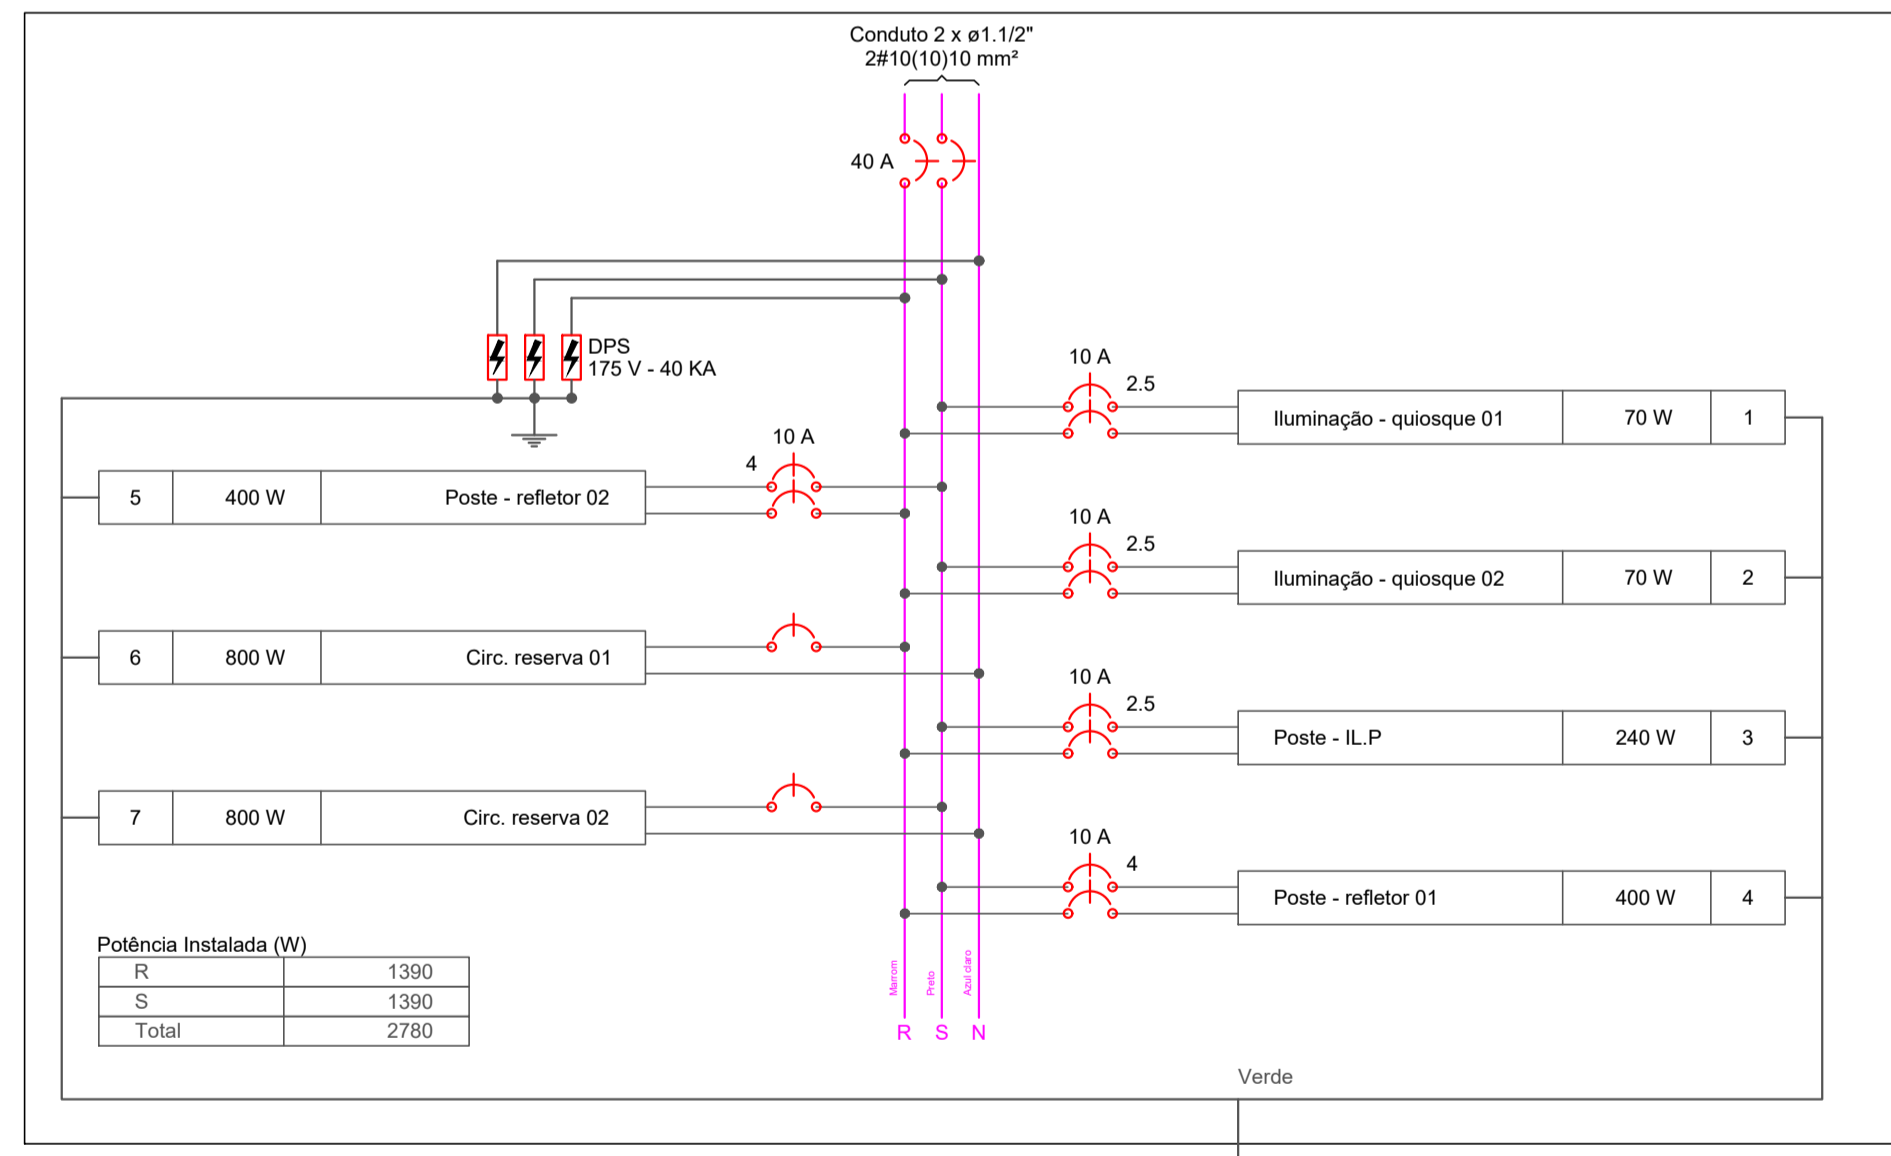 Conduto 2 x ø1.1/2"
2#10(10)10 mm²
40 A
DPS
175 V - 40 KA
10 A
2.5
Iluminação - quiosque 01 70 W 1
10 A
4
5 400 W Poste - refletor 02
10 A
2.5
Iluminação - quiosque 02 70 W 2
6 800 W Circ. reserva 01
10 A
2.5
Poste - IL.P 240 W 3
7 800 W Circ. reserva 02
10 A
4
Poste - refletor 01 400 W 4
Potência Instalada (W)
R 1390
S 1390
Total 2780
Marrom
Preto
Azul claro
R S N
Verde